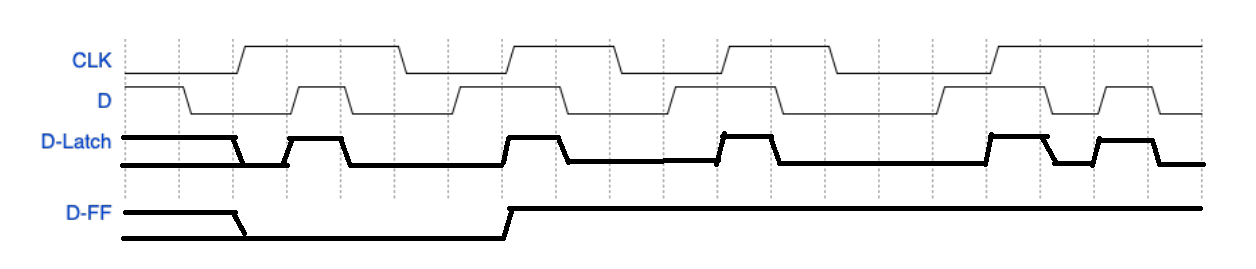 CLK
D
D-Latch
D-FF